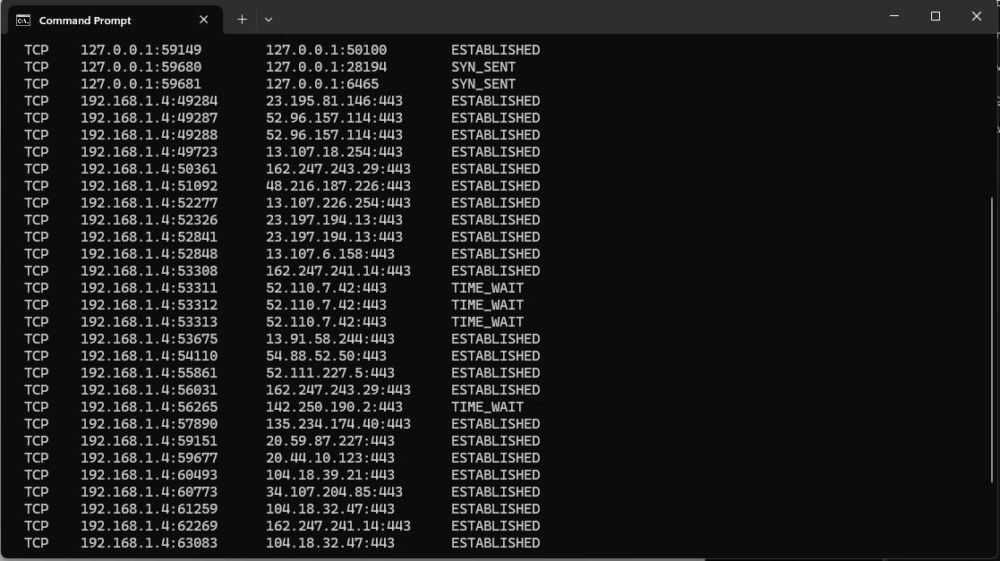 Command Prompt
TCP 127.0.0.1:59149 127.0.0.1:50100 ESTABLISHED
TCP 127.0.0.1:59680 127.0.0.1:28194 SYN_SENT
TCP 127.0.0.1:59681 127.0.0.1:6465 SYN_SENT
TCP 192.168.1.4:49284 23.195.81.146:443 ESTABLISHED
TCP 192.168.1.4:49287 52.96.157.114:443 ESTABLISHED
TCP 192.168.1.4:49288 52.96.157.114:443 ESTABLISHED
TCP 192.168.1.4:49723 13.107.18.254:443 ESTABLISHED
TCP 192.168.1.4:50361 162.247.243.29:443 ESTABLISHED
TCP 192.168.1.4:51092 48.216.187.226:443 ESTABLISHED
TCP 192.168.1.4:52277 13.107.226.254:443 ESTABLISHED
TCP 192.168.1.4:52326 23.197.194.13:443 ESTABLISHED
TCP 192.168.1.4:52841 23.197.194.13:443 ESTABLISHED
TCP 192.168.1.4:52848 13.107.6.158:443 ESTABLISHED
TCP 192.168.1.4:53308 162.247.241.14:443 ESTABLISHED
TCP 192.168.1.4:53311 52.110.7.42:443 TIME_WAIT
TCP 192.168.1.4:53312 52.110.7.42:443 TIME_WAIT
TCP 192.168.1.4:53313 52.110.7.42:443 TIME_WAIT
TCP 192.168.1.4:53675 13.91.58.244:443 ESTABLISHED
TCP 192.168.1.4:54110 54.88.52.50:443 ESTABLISHED
TCP 192.168.1.4:55861 52.111.227.5:443 ESTABLISHED
TCP 192.168.1.4:56031 162.247.243.29:443 ESTABLISHED
TCP 192.168.1.4:56265 142.250.190.2:443 TIME_WAIT
TCP 192.168.1.4:57890 135.234.174.40:443 ESTABLISHED
TCP 192.168.1.4:59151 20.59.87.227:443 ESTABLISHED
TCP 192.168.1.4:59677 20.44.10.123:443 ESTABLISHED
TCP 192.168.1.4:60493 104.18.39.21:443 ESTABLISHED
TCP 192.168.1.4:60773 34.107.204.85:443 ESTABLISHED
TCP 192.168.1.4:61259 104.18.32.47:443 ESTABLISHED
TCP 192.168.1.4:62269 162.247.241.14:443 ESTABLISHED
TCP 192.168.1.4:63083 104.18.32.47:443 ESTABLISHED